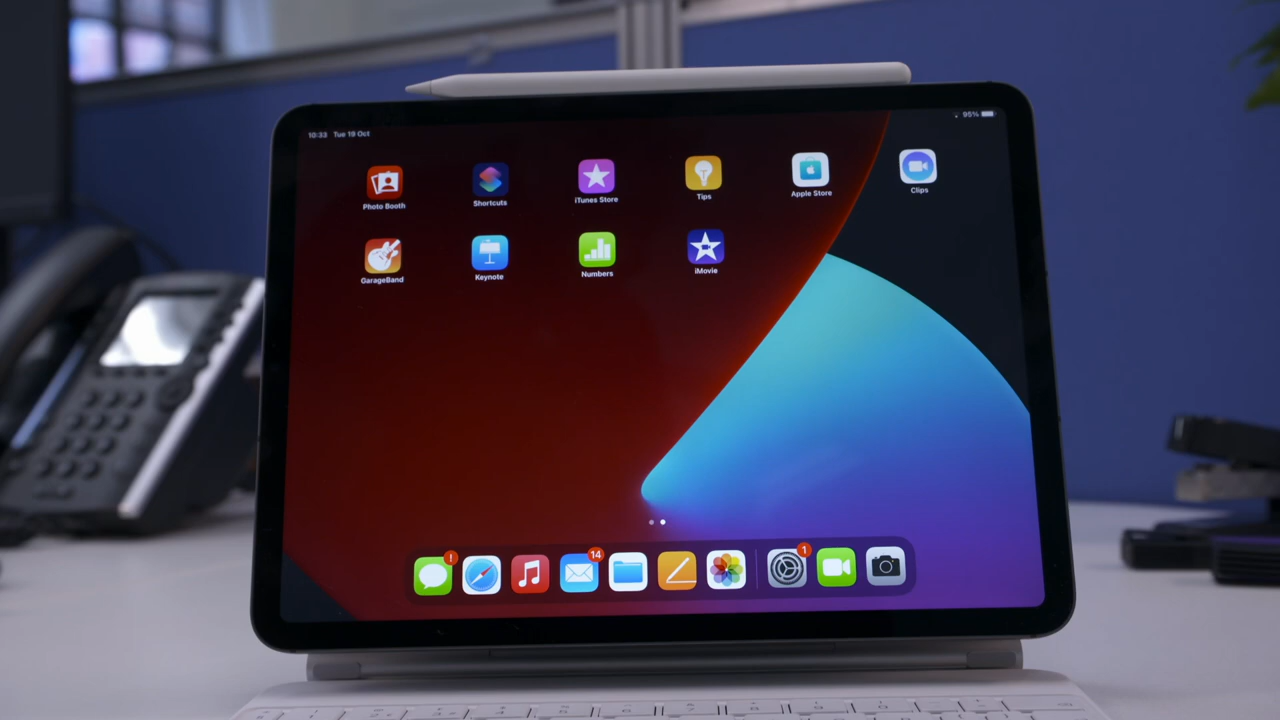 10:33 Tue 19 Oct
95%
Photo Booth
Shortcuts
iTunes Store
Tips
Apple Store
Clips
GarageBand
Keynote
Numbers
iMovie
!
14
1